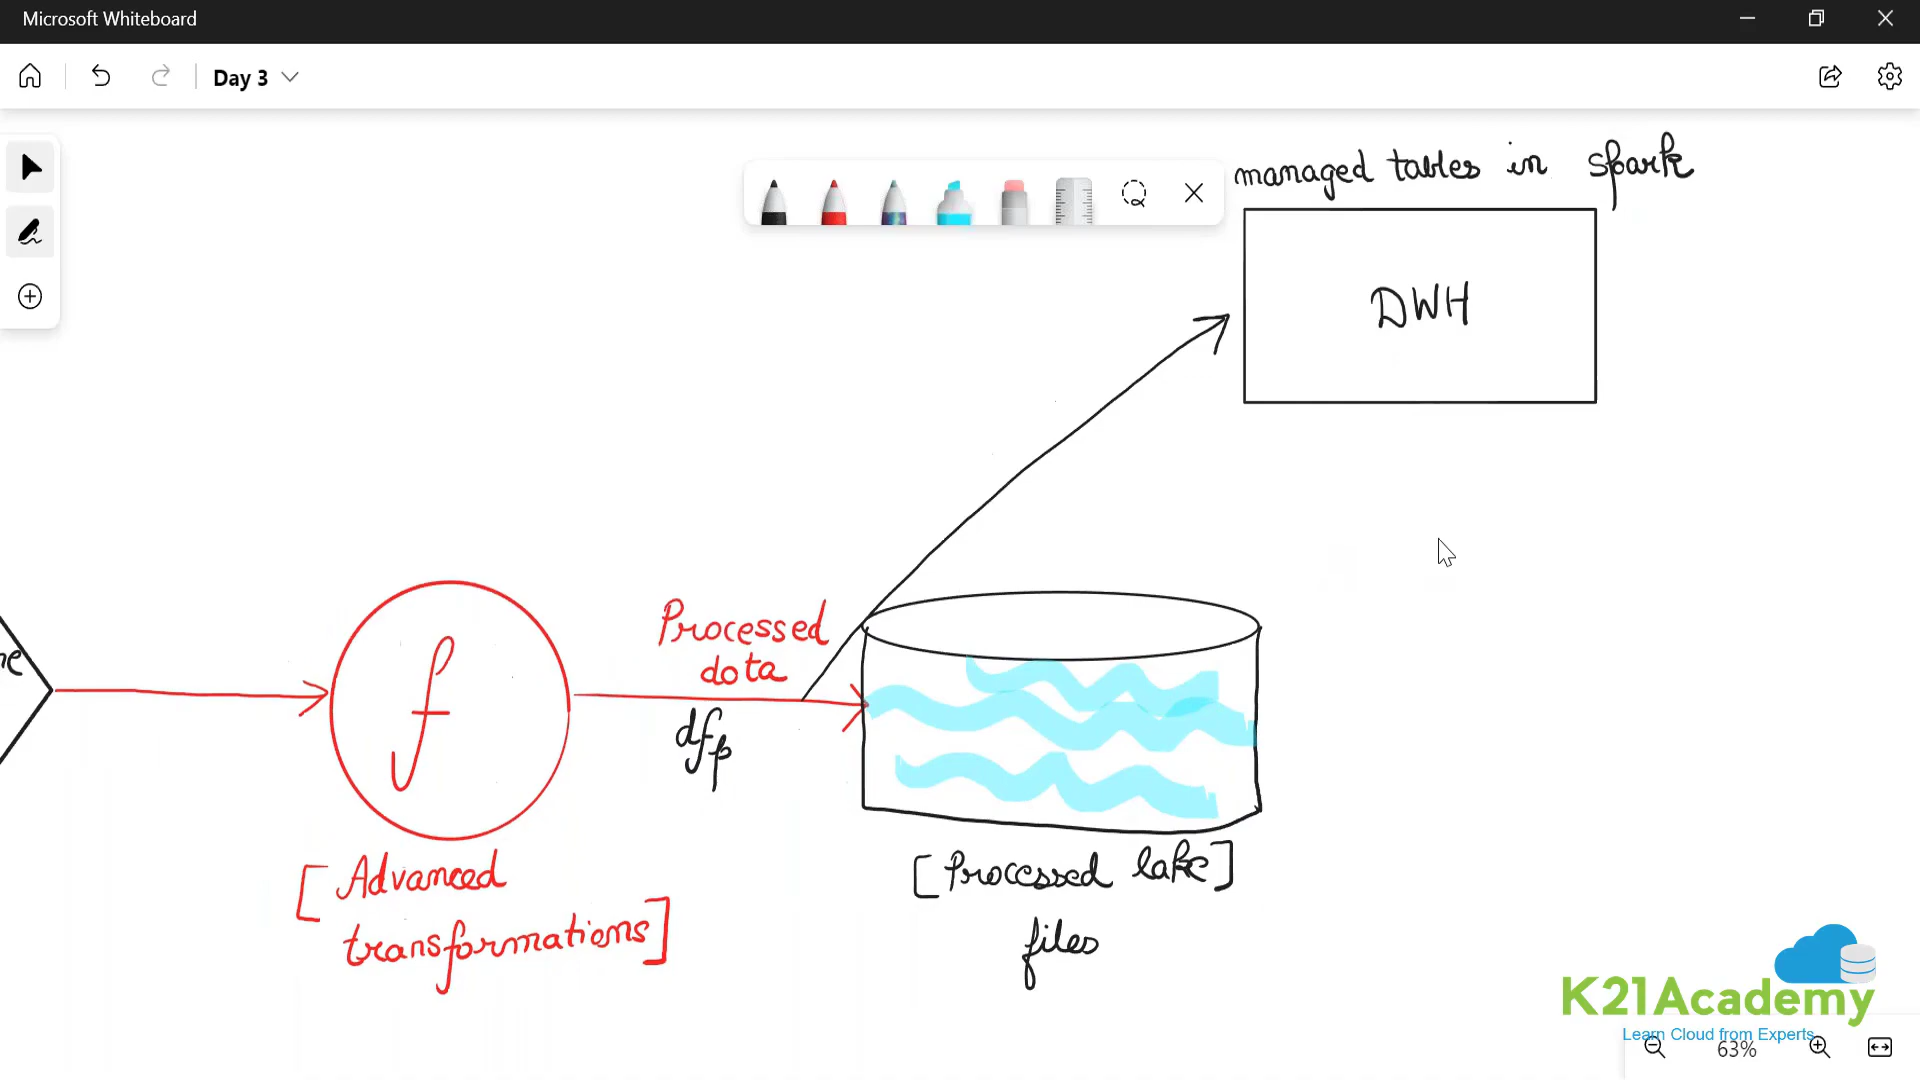 Microsoft Whiteboard
Day 3
managed tables in spark
DWH
ne
Processed
data
dfp
f
[Advanced
transformations]
[Processed lake]
files
K21Academy
Learn Cloud from Experts
63%